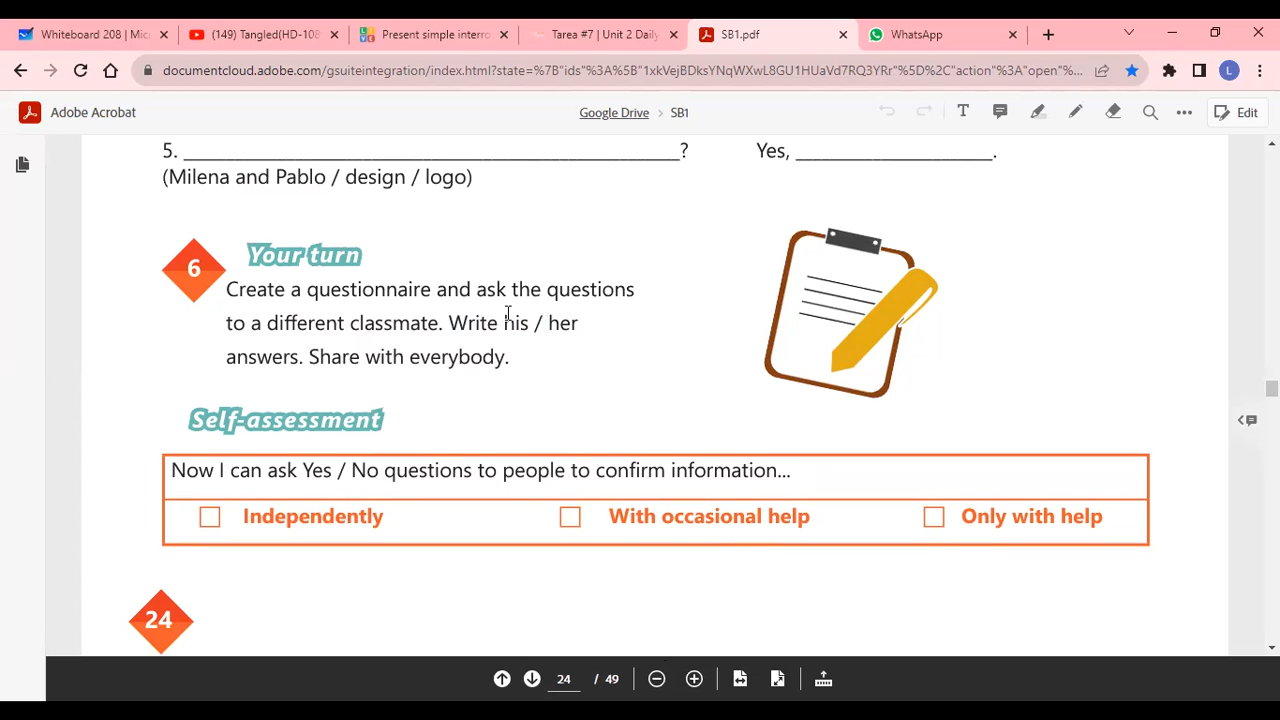 Whiteboard 208 | Mic
(149) Tangled(HD-108
Present simple interro
Tarea #7 | Unit 2 Daily
SB1.pdf
WhatsApp
documentcloud.adobe.com/gsuiteintegration/index.html?state=%7B"ids"%3A%5B"1xkVejBDksYNqWXwL8GU1HUaVd7RQ3YRr"%5D%2C"action"%3A"open"%...
L
Adobe Acrobat
Google Drive > SB1
Edit
5. ____________________________________________________? Yes, _____________________.
(Milena and Pablo / design / logo)
6 Your turn
Create a questionnaire and ask the questions
to a different classmate. Write his / her
answers. Share with everybody.
Self-assessment
Now I can ask Yes / No questions to people to confirm information...
Independently With occasional help Only with help
24
24 / 49